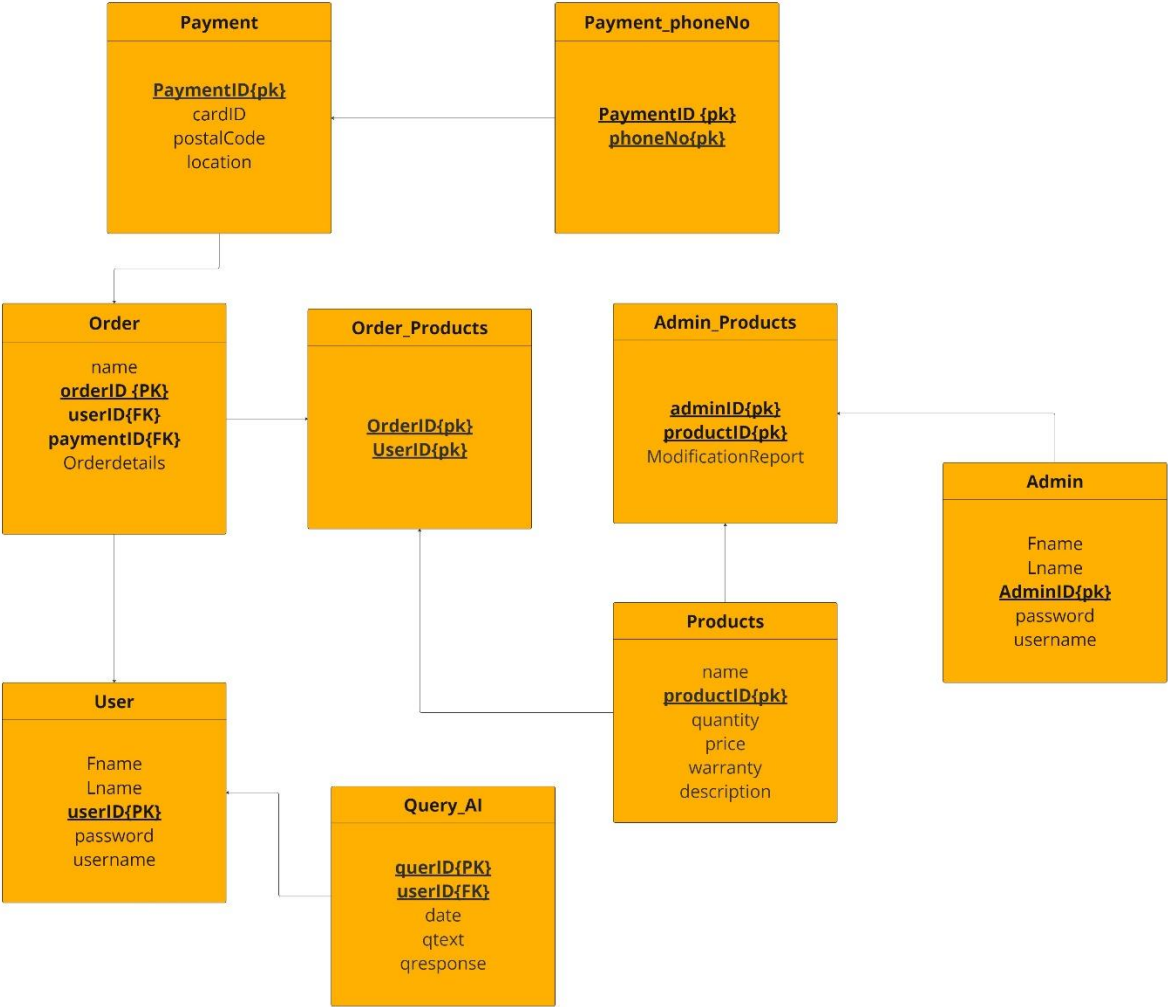 Payment
PaymentID{pk}
cardID
postalCode
location
Payment_phoneNo
PaymentID {pk}
phoneNo{pk}
Order
name
orderID {PK}
userID{FK}
paymentID{FK}
Orderdetails
Order_Products
OrderID{pk}
UserID{pk}
Admin_Products
adminID{pk}
productID{pk}
ModificationReport
Admin
Fname
Lname
AdminID{pk}
password
username
Products
name
productID{pk}
quantity
price
warranty
description
User
Fname
Lname
userID{PK}
password
username
Query_AI
querID{PK}
userID{FK}
date
qtext
qresponse